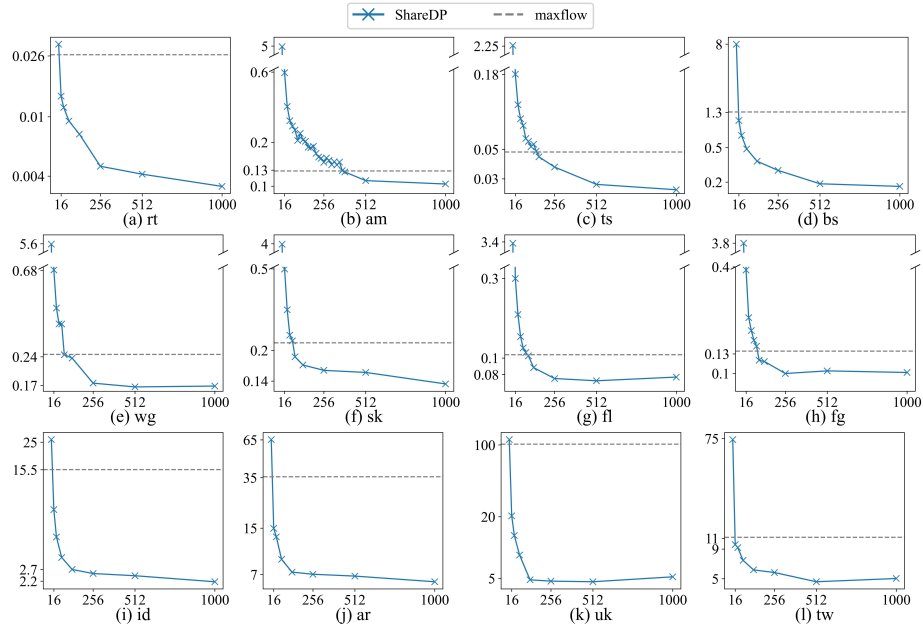 ShareDP maxflow
0.026
0.01
0.004
16 256 512 1000
(a) rt
5
0.6
0.2
0.13
0.1
16 256 512 1000
(b) am
2.25
0.18
0.05
0.03
16 256 512 1000
(c) ts
8
1.3
0.5
0.2
16 256 512 1000
(d) bs
5.6
0.68
0.24
0.17
16 256 512 1000
(e) wg
4
0.5
0.2
0.14
16 256 512 1000
(f) sk
3.4
0.3
0.1
0.08
16 256 512 1000
(g) fl
3.8
0.4
0.13
0.1
16 256 512 1000
(h) fg
25
15.5
2.7
2.2
16 256 512 1000
(i) id
65
35
15
7
16 256 512 1000
(j) ar
100
20
5
16 256 512 1000
(k) uk
75
11
9
5
16 256 512 1000
(l) tw